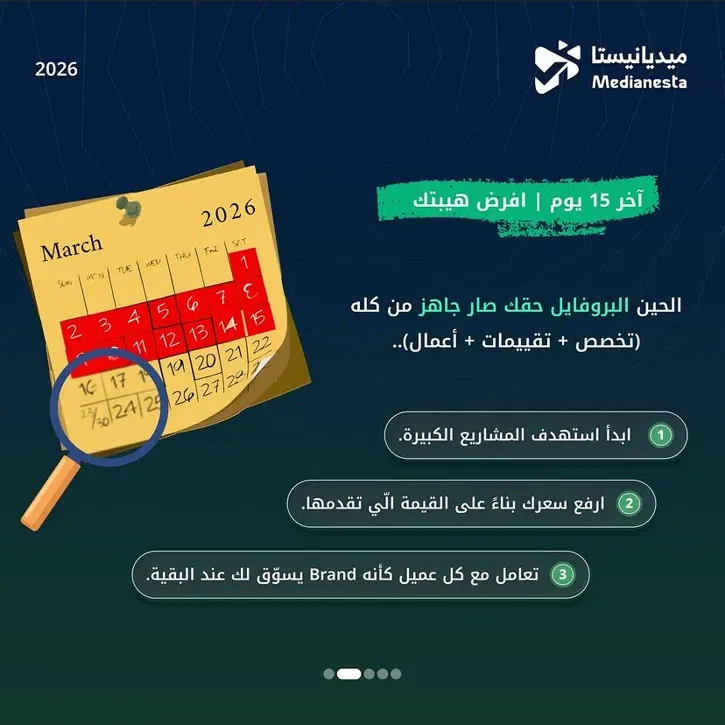 2026
ميديانيستا
Medianesta
آخر 15 يوم | افرض هيبتك
March
2026
SUN MON TUE WED THU FRI SET
1
2 3 4 5 6 7 8
11 12 13 14 15
16 17 19 20 21 22
23/30 24 25 26 27 28
الحين البروفايل حقك صار جاهز من كله
(تخصص + تقييمات + أعمال)..
1 ابدأ استهدف المشاريع الكبيرة.
2 ارفع سعرك بناءً على القيمة الّي تقدمها.
3 تعامل مع كل عميل كأنه Brand يسوّق لك عند البقية.